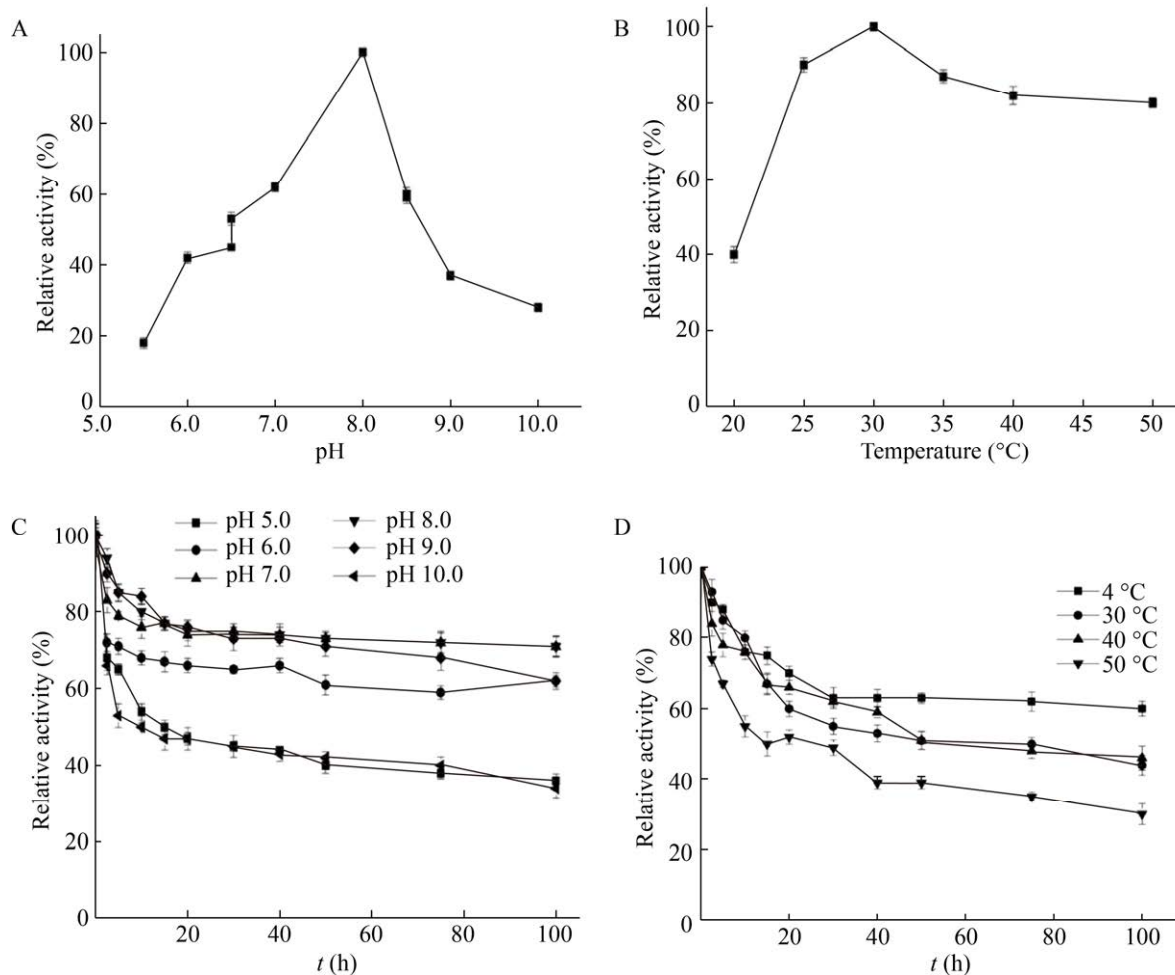 A
Relative activity (%)
100
80
60
40
20
0
5.0 6.0 7.0 8.0 9.0 10.0
pH
B
Relative activity (%)
100
80
60
40
20
0
20 25 30 35 40 45 50
Temperature (°C)
C
pH 5.0 pH 8.0
pH 6.0 pH 9.0
pH 7.0 pH 10.0
Relative activity (%)
100
80
60
40
20
0
20 40 60 80 100
t (h)
D
4 °C
30 °C
40 °C
50 °C
Relative activity (%)
100
80
60
40
20
0
20 40 60 80 100
t (h)